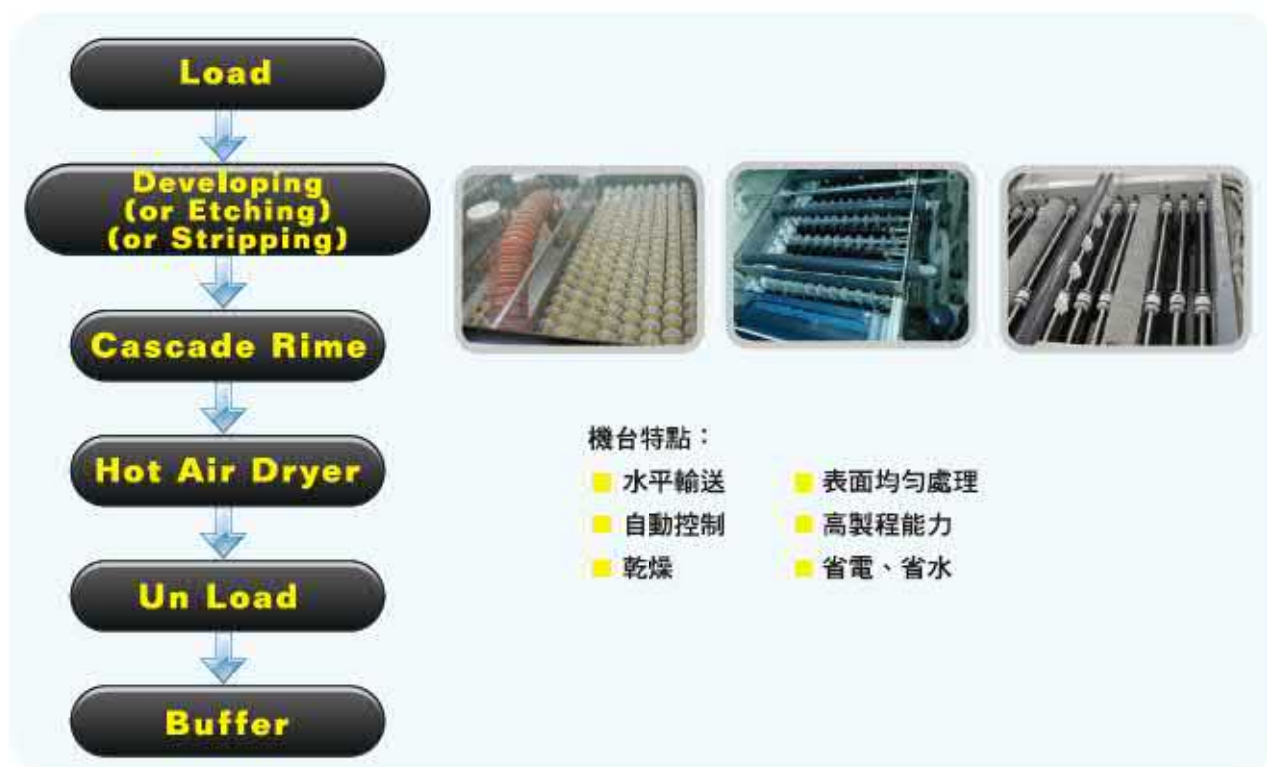 Load
Developing
(or Etching)
(or Stripping)
Cascade Rime
Hot Air Dryer
Un Load
Buffer
機台特點：
水平輸送
表面均勻處理
自動控制
高製程能力
乾燥
省電、省水